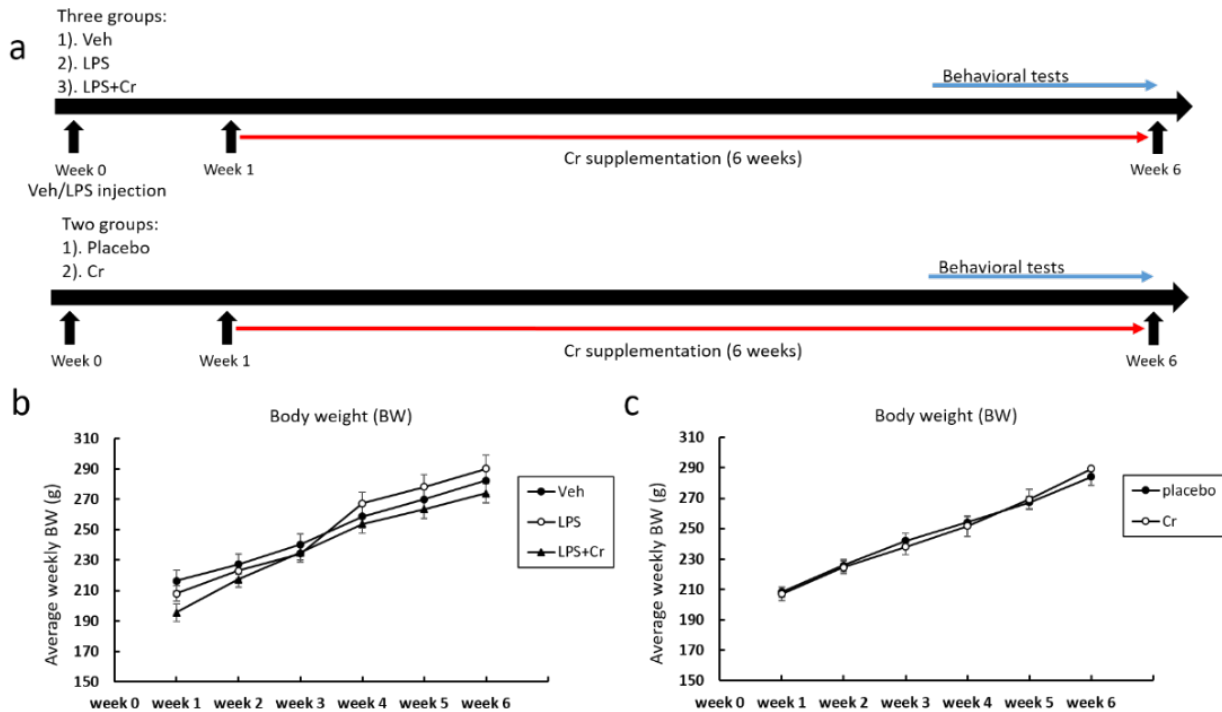 a
Three groups:
1). Veh
2). LPS
3). LPS+Cr
Behavioral tests
Week 0
Veh/LPS injection
Week 1
Cr supplementation (6 weeks)
Week 6
Two groups:
1). Placebo
2). Cr
Behavioral tests
Week 0
Week 1
Cr supplementation (6 weeks)
Week 6
b
Body weight (BW)
Average weekly BW (g)
310
290
270
250
230
210
190
170
150
week 0 week 1 week 2 week 3 week 4 week 5 week 6
Veh
LPS
LPS+Cr
c
Body weight (BW)
Average weekly BW (g)
310
290
270
250
230
210
190
170
150
week 0 week 1 week 2 week 3 week 4 week 5 week 6
placebo
Cr